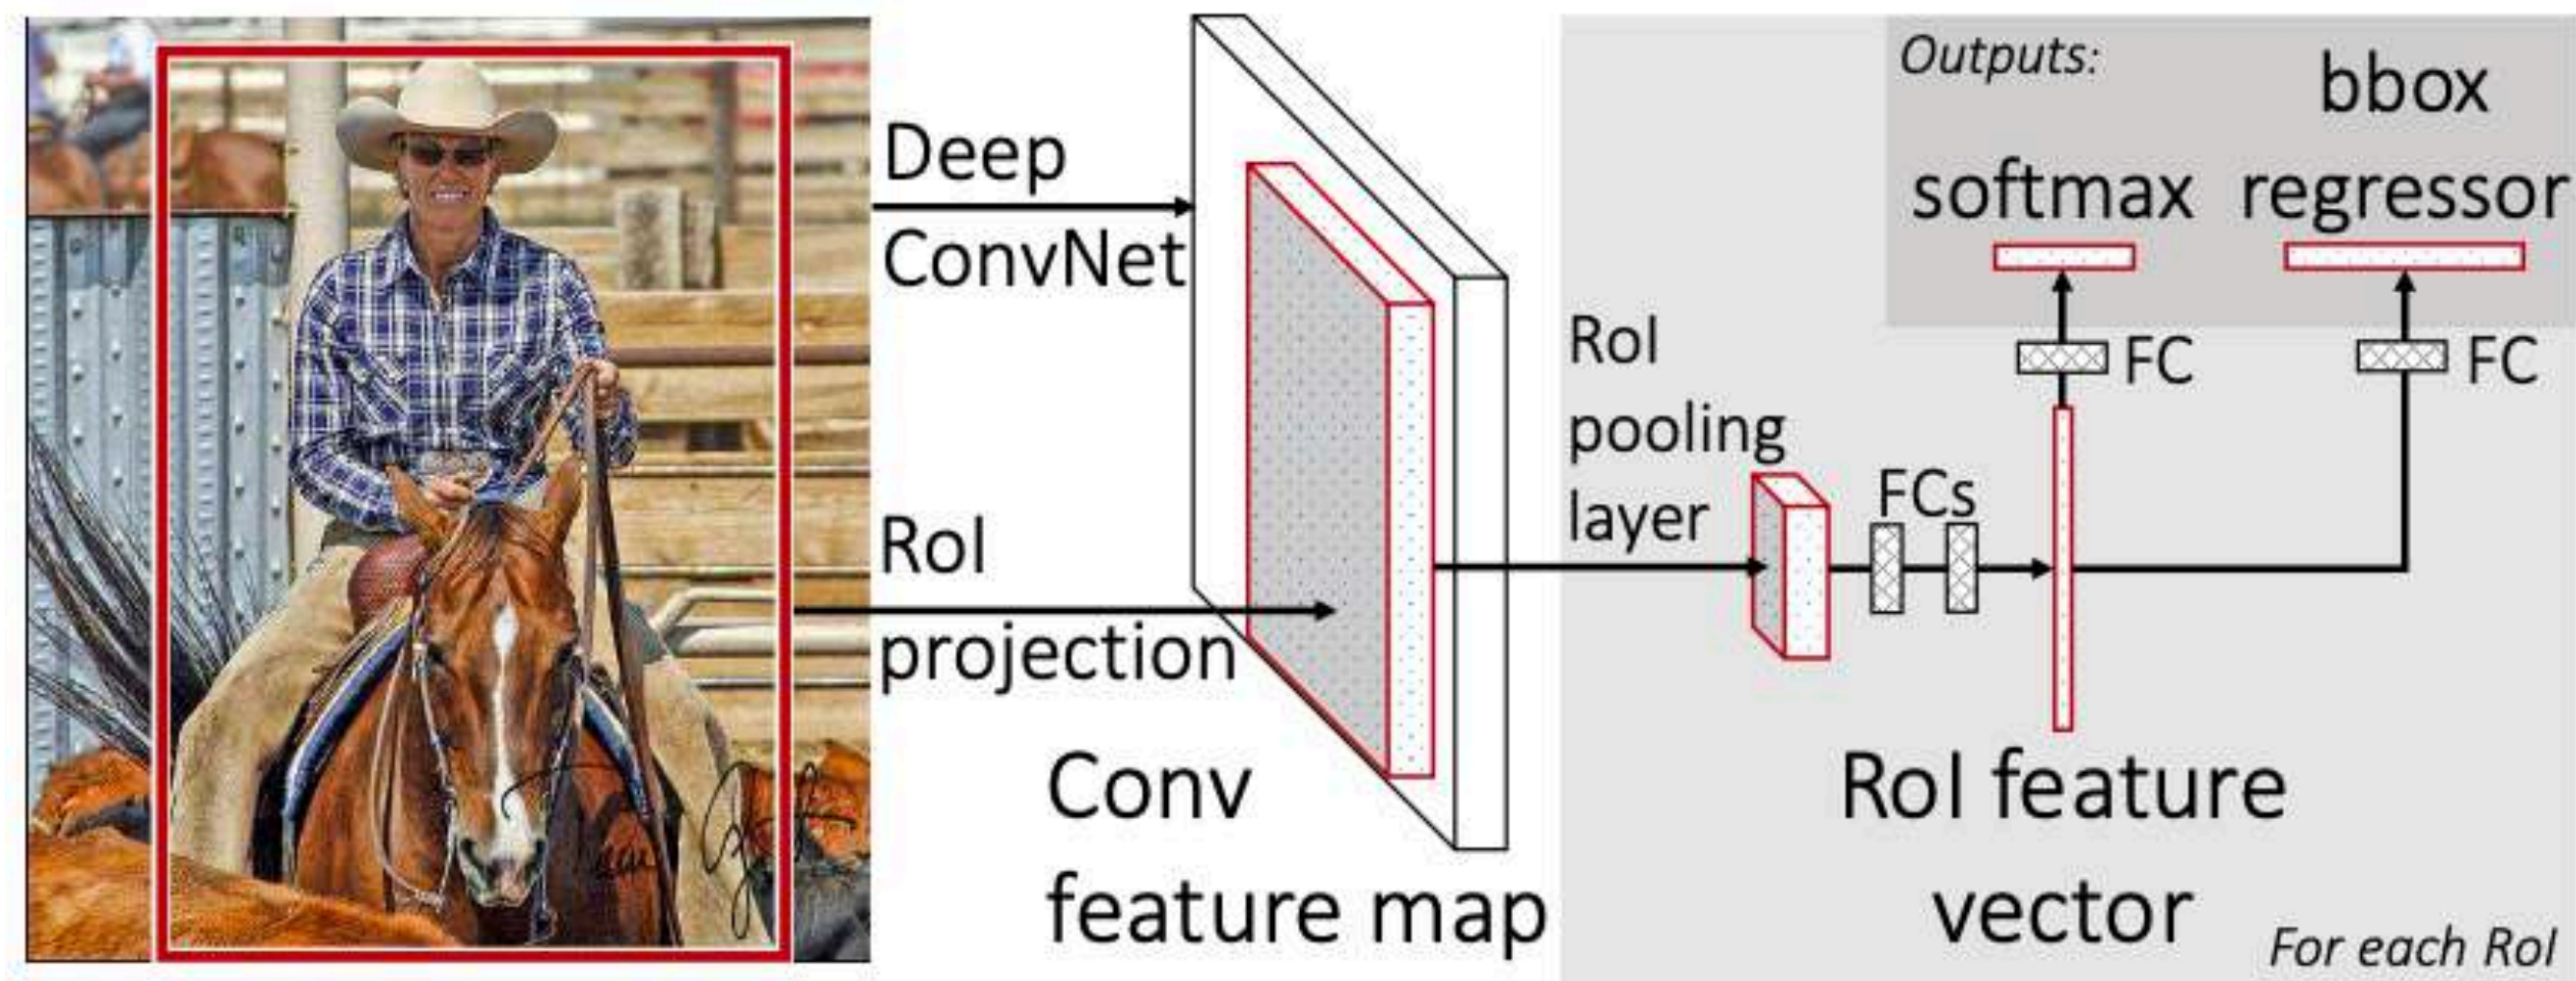 Deep
ConvNet
RoI
projection
Conv
feature map
RoI
pooling
layer
FCs
Outputs:
softmax
bbox
regressor
FC
FC
RoI feature
vector
For each RoI